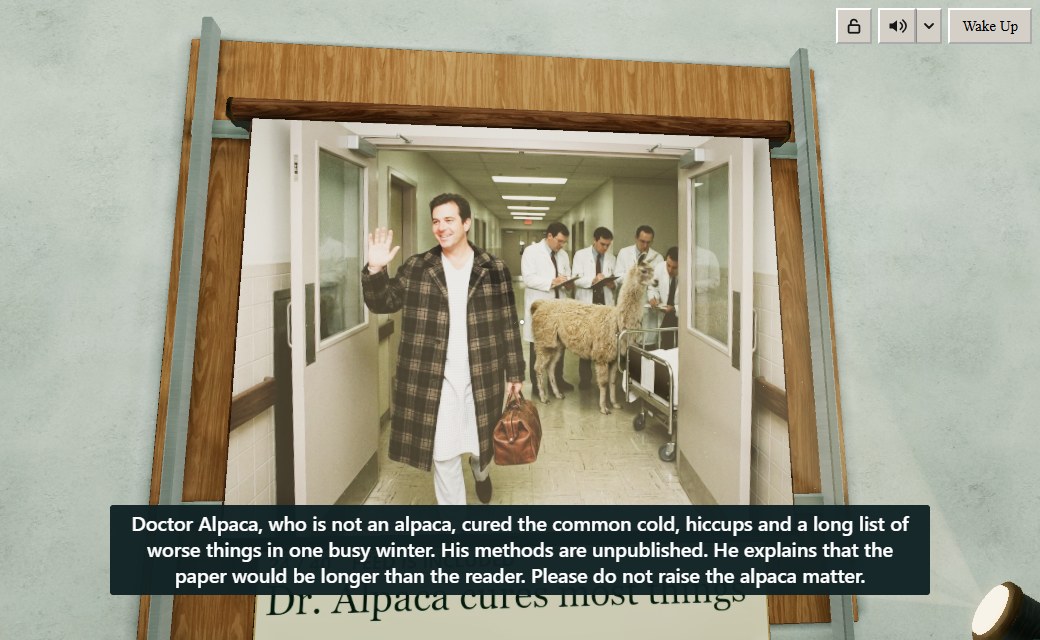 Wake Up
Doctor Alpaca, who is not an alpaca, cured the common cold, hiccups and a long list of
worse things in one busy winter. His methods are unpublished. He explains that the
paper would be longer than the reader. Please do not raise the alpaca matter.
Dr. Alpaca cures most things